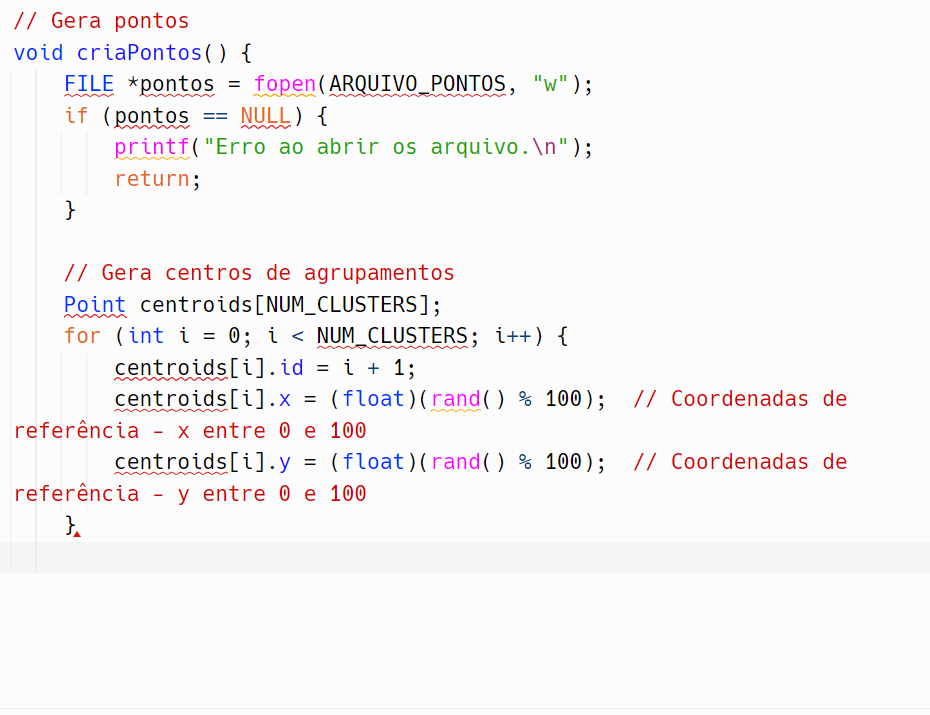 // Gera pontos
void criaPontos() {
    FILE *pontos = fopen(ARQUIVO_PONTOS, "w");
    if (pontos == NULL) {
        printf("Erro ao abrir os arquivo.\n");
        return;
    }

    // Gera centros de agrupamentos
    Point centroids[NUM_CLUSTERS];
    for (int i = 0; i < NUM_CLUSTERS; i++) {
        centroids[i].id = i + 1;
        centroids[i].x = (float)(rand() % 100);  // Coordenadas de
referência - x entre 0 e 100
        centroids[i].y = (float)(rand() % 100);  // Coordenadas de
referência - y entre 0 e 100
    }